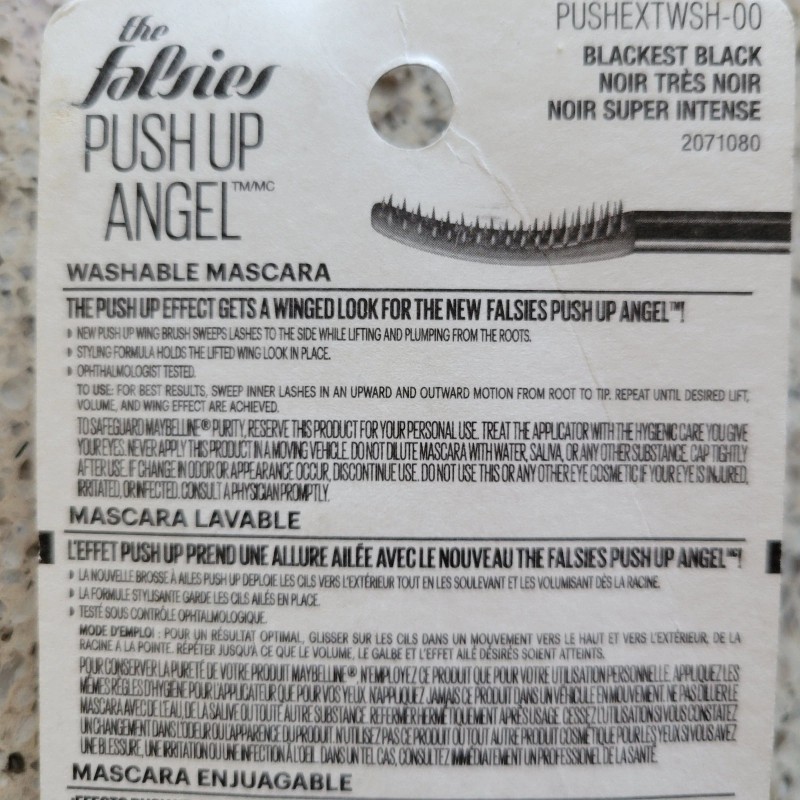 the
falsies
PUSH UP
ANGEL™/MC
PUSHEXTWSH-00
BLACKEST BLACK
NOIR TRÈS NOIR
NOIR SUPER INTENSE
2071080
WASHABLE MASCARA
THE PUSH UP EFFECT GETS A WINGED LOOK FOR THE NEW FALSIES PUSH UP ANGEL™!
NEW PUSH UP WING BRUSH SWEEPS LASHES TO THE SIDE WHILE LIFTING AND PLUMPING FROM THE ROOTS.
STYLING FORMULA HOLDS THE LIFTED WING LOOK IN PLACE.
OPHTHALMOLOGIST TESTED.
TO USE: FOR BEST RESULTS, SWEEP INNER LASHES IN AN UPWARD AND OUTWARD MOTION FROM ROOT TO TIP. REPEAT UNTIL DESIRED LIFT,
VOLUME, AND WING EFFECT ARE ACHIEVED.
TO SAFEGUARD MAYBELLINE® PURITY, RESERVE THIS PRODUCT FOR YOUR PERSONAL USE. TREAT THE APPLICATOR WITH THE HYGIENIC CARE YOU GIVE
YOUR EYES. NEVER APPLY THIS PRODUCT IN A MOVING VEHICLE. DO NOT DILUTE MASCARA WITH WATER, SALIVA, OR ANY OTHER SUBSTANCE. CAP TIGHTLY
AFTER USE. IF CHANGE IN ODOR OR APPEARANCE OCCUR, DISCONTINUE USE. DO NOT USE THIS OR ANY OTHER EYE COSMETIC IF YOUR EYE IS INJURED,
IRRITATED, OR INFECTED. CONSULT A PHYSICIAN PROMPTLY.
MASCARA LAVABLE
L'EFFET PUSH UP PREND UNE ALLURE AILÉE AVEC LE NOUVEAU THE FALSIES PUSH UP ANGEL™!
LA NOUVELLE BROSSE À AILES PUSH UP DEPLOIE LES CILS VERS L'EXTÉRIEUR TOUT EN LES SOULEVANT ET LES VOLUMISANT DÈS LA RACINE.
LA FORMULE STYLISANTE GARDE LES CILS AILÉS EN PLACE.
TESTÉ SOUS CONTRÔLE OPHTALMOLOGIQUE.
MODE D'EMPLOI : POUR UN RÉSULTAT OPTIMAL, GLISSER SUR LES CILS DANS UN MOUVEMENT VERS LE HAUT ET VERS L'EXTÉRIEUR, DE LA
RACINE A LA POINTE. RÉPÉTER JUSQU'À CE QUE LE VOLUME, LE GALBE ET L'EFFET AILÉ DÉSIRÉS SOIENT ATTEINTS.
POUR CONSERVER LA PURETÉ DE VOTRE PRODUIT MAYBELLINE® N'EMPLOYEZ CE PRODUIT QUE POUR VOTRE UTILISATION PERSONNELLE. APPLIQUEZ LES
MÊMES RÈGLES D'HYGIÈNE POUR L'APPLICATEUR QUE POUR VOS YEUX. N'APPLIQUEZ JAMAIS CE PRODUIT DANS UN VÉHICULE EN MOUVEMENT. NE PAS DILUER LE
MASCARA AVEC DE L'EAU, DE LA SALIVE OU TOUTE AUTRE SUBSTANCE. REFERMER HERMÉTIQUEMENT APRÈS USAGE. CESSEZ L'UTILISATION SI VOUS CONSTATEZ
UN CHANGEMENT DANS L'ODEUR OU L'APPARENCE DU PRODUIT. N'UTILISEZ PAS CE PRODUIT OU TOUT AUTRE PRODUIT COSMÉTIQUE POUR LES YEUX SI VOUS AVEZ
UNE BLESSURE, UNE IRRITATION OU UNE INFECTION À L'OEIL. DANS UN TEL CAS, CONSULTEZ IMMÉDIATEMENT UN PROFESSIONEL DE LA SANTÉ.
MASCARA ENJUAGABLE